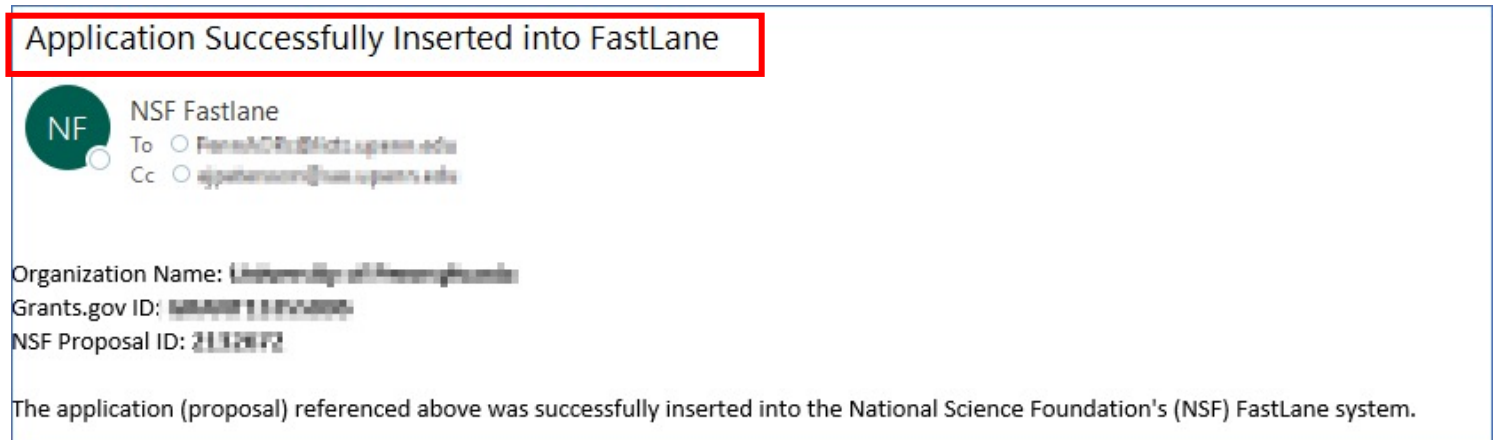 Application Successfully Inserted into FastLane
NF
NSF Fastlane
To
Cc
Organization Name:
Grants.gov ID:
NSF Proposal ID:
The application (proposal) referenced above was successfully inserted into the National Science Foundation's (NSF) FastLane system.